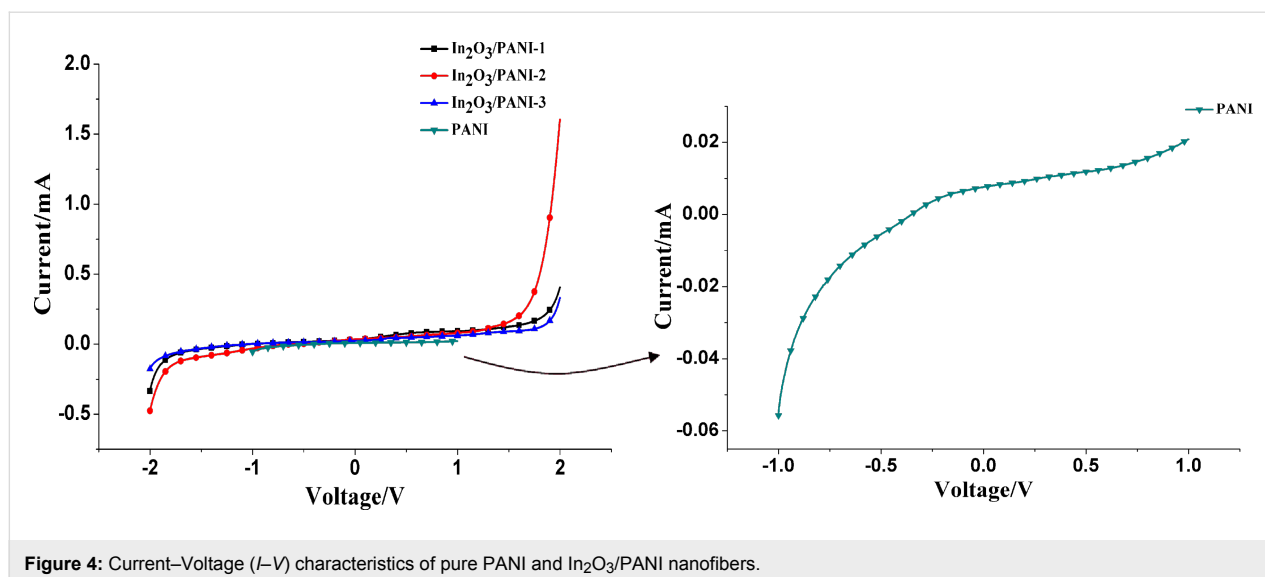 In2O3/PANI-1
In2O3/PANI-2
In2O3/PANI-3
PANI
2.0
1.5
1.0
0.5
0.0
-0.5
Current/mA
-2
-1
0
1
2
Voltage/V
PANI
0.02
0.00
-0.02
-0.04
-0.06
Current/mA
-1.0
-0.5
0.0
0.5
1.0
Voltage/V
Figure 4: Current–Voltage (I–V) characteristics of pure PANI and In2O3/PANI nanofibers.